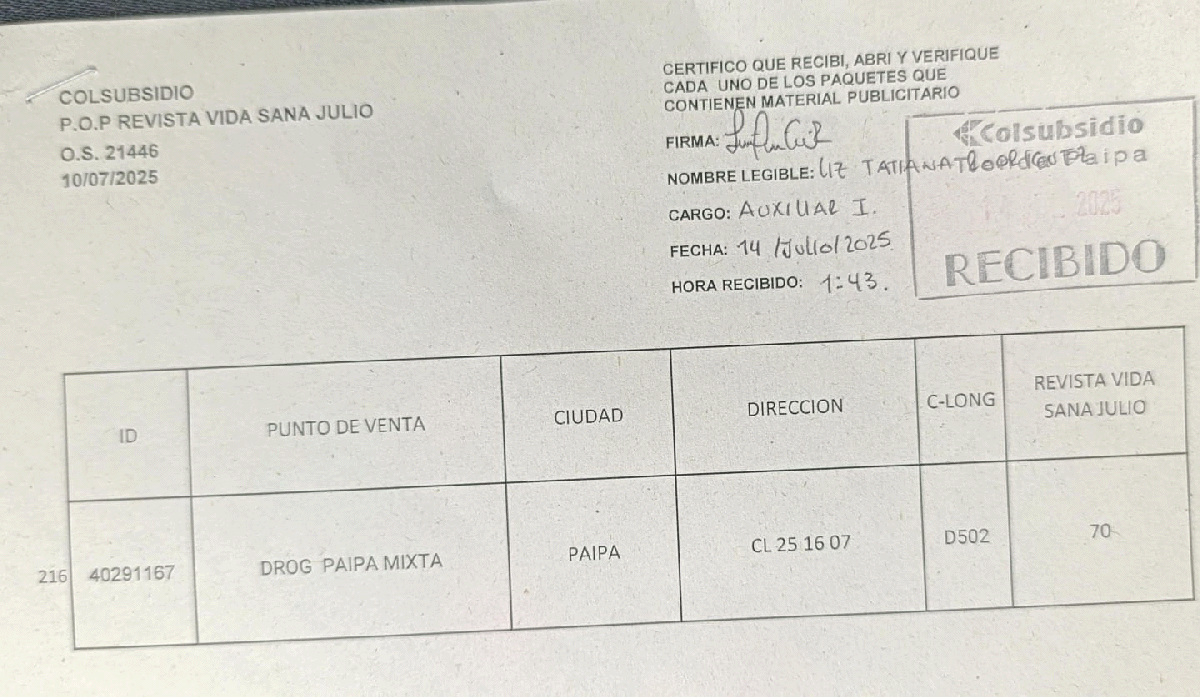 COLSUBSIDIO
P.O.P REVISTA VIDA SANA JULIO
O.S. 21446
10/07/2025
CERTIFICO QUE RECIBI, ABRI Y VERIFIQUE
CADA UNO DE LOS PAQUETES QUE
CONTIENEN MATERIAL PUBLICITARIO
FIRMA:
NOMBRE LEGIBLE: LIZ TATIANA
CARGO: AUXILIAR I.
FECHA: 14/Julio/2025
HORA RECIBIDO: 1:43.
Colsubsidio
Paipa
2025
RECIBIDO
ID PUNTO DE VENTA CIUDAD DIRECCION C-LONG REVISTA VIDA
SANA JULIO
216 40291167 DROG PAIPA MIXTA PAIPA CL 25 16 07 D502 70